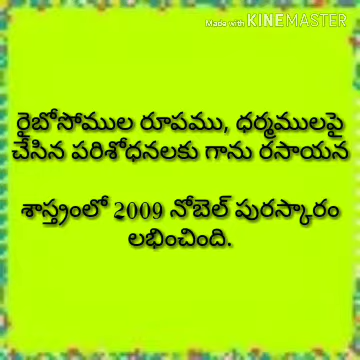 Made with KINEMASTER
రైబోసోముల రూపము, ధర్మములపై
చేసిన పరిశోధనలకు గాను రసాయన
శాస్త్రంలో 2009 నోబెల్ పురస్కారం
లభించింది.